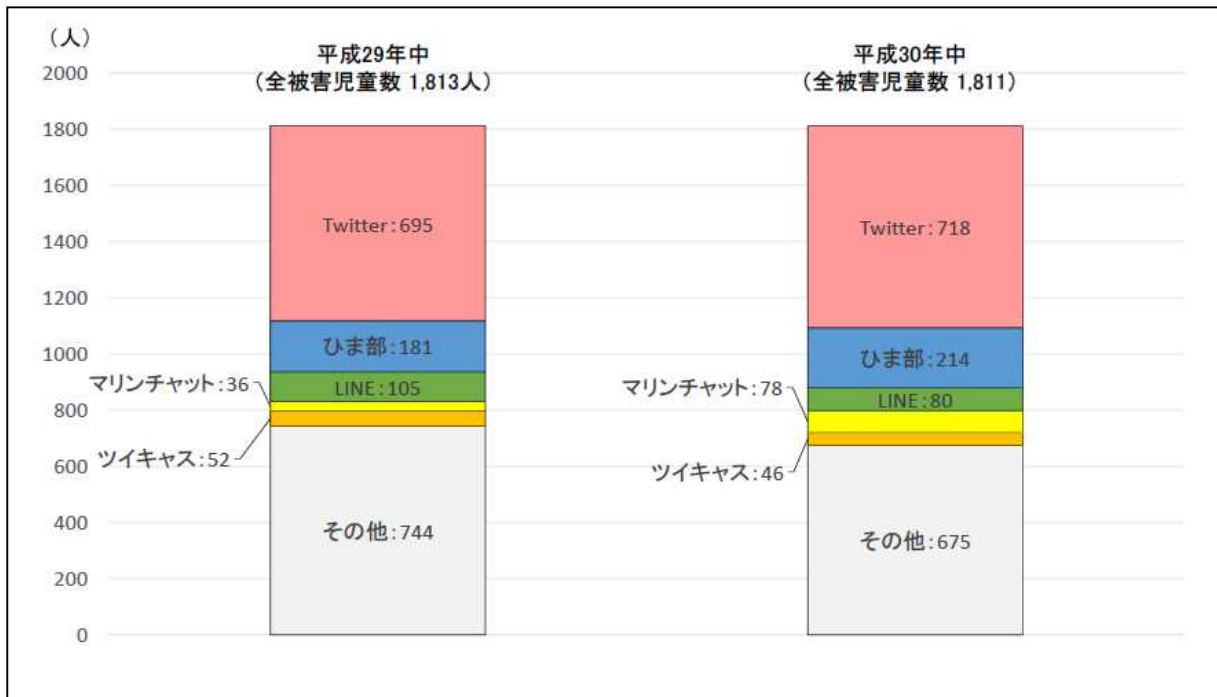 （人）
平成29年中
（全被害児童数 1,813人）
平成30年中
（全被害児童数 1,811）
2000
1800
1600
1400
1200
1000
800
600
400
200
0
Twitter：695
ひま部：181
LINE：105
マリンチャット：36
ツイキャス：52
その他：744
Twitter：718
ひま部：214
LINE：80
マリンチャット：78
ツイキャス：46
その他：675